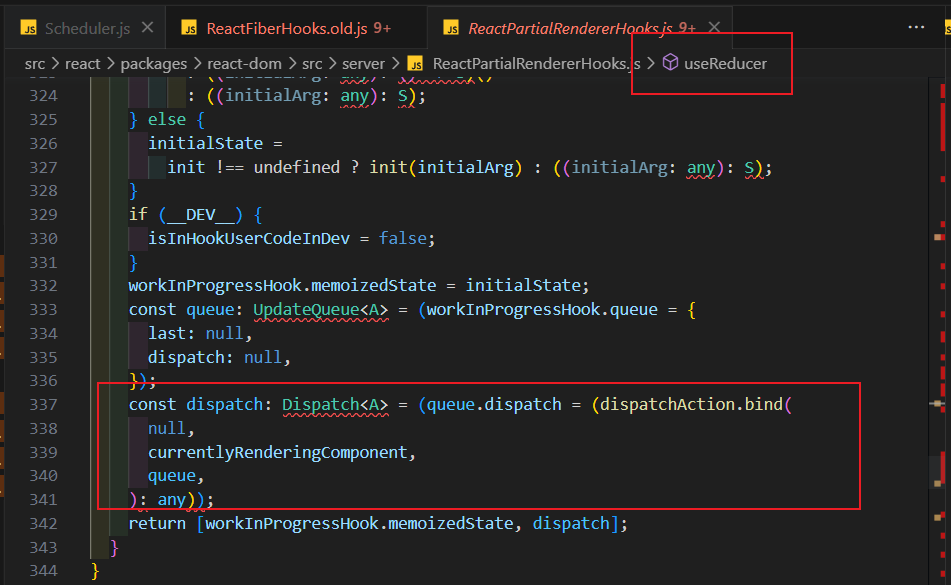 JS Scheduler.js
JS ReactFiberHooks.old.js 9+
JS ReactPartialRendererHooks.js 9+
src > react > packages > react-dom > src > server > JS ReactPartialRendererHooks.js > useReducer
324 : ((initialArg: any): S);
325 } else {
326 initialState =
327 init !== undefined ? init(initialArg) : ((initialArg: any): S);
328 }
329 if (__DEV__) {
330 isInHookUserCodeInDev = false;
331 }
332 workInProgressHook.memoizedState = initialState;
333 const queue: UpdateQueue<A> = (workInProgressHook.queue = {
334 last: null,
335 dispatch: null,
336 });
337 const dispatch: Dispatch<A> = (queue.dispatch = (dispatchAction.bind(
338 null,
339 currentlyRenderingComponent,
340 queue,
341 ): any));
342 return [workInProgressHook.memoizedState, dispatch];
343 }
344 }